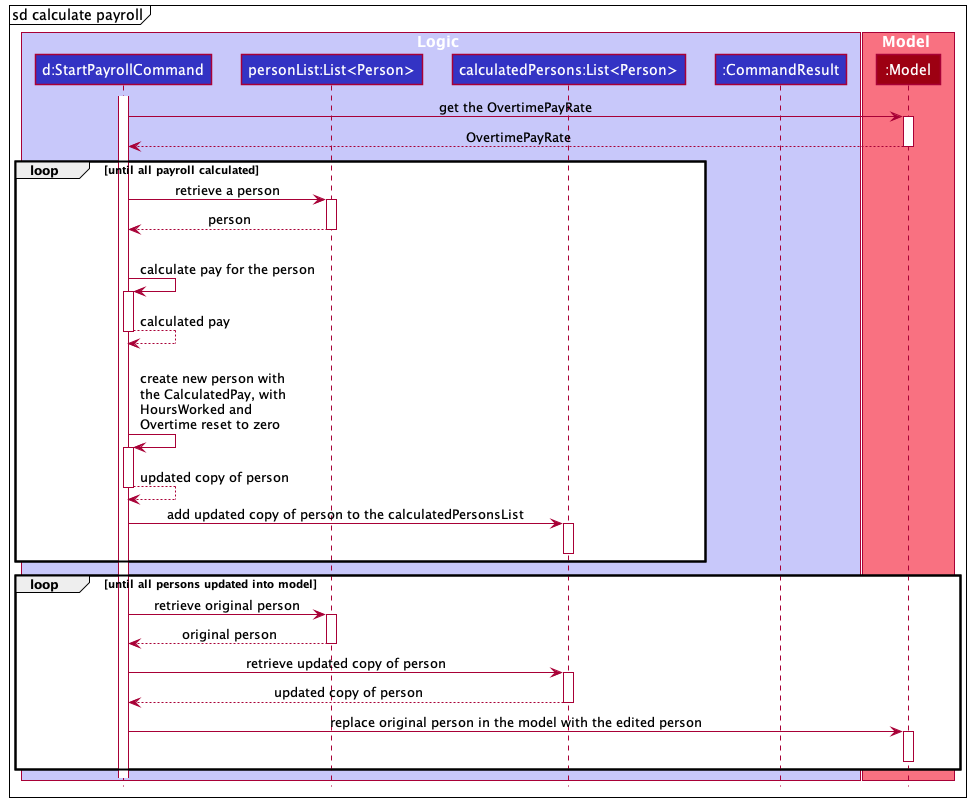 sd calculate payroll
Logic
Model
d:StartPayrollCommand
personList:List<Person>
calculatedPersons:List<Person>
:CommandResult
:Model
get the OvertimePayRate
OvertimePayRate
loop
[until all payroll calculated]
retrieve a person
person
calculate pay for the person
calculated pay
create new person with
the CalculatedPay, with
HoursWorked and
Overtime reset to zero
updated copy of person
add updated copy of person to the calculatedPersonsList
loop
[until all persons updated into model]
retrieve original person
original person
retrieve updated copy of person
updated copy of person
replace original person in the model with the edited person